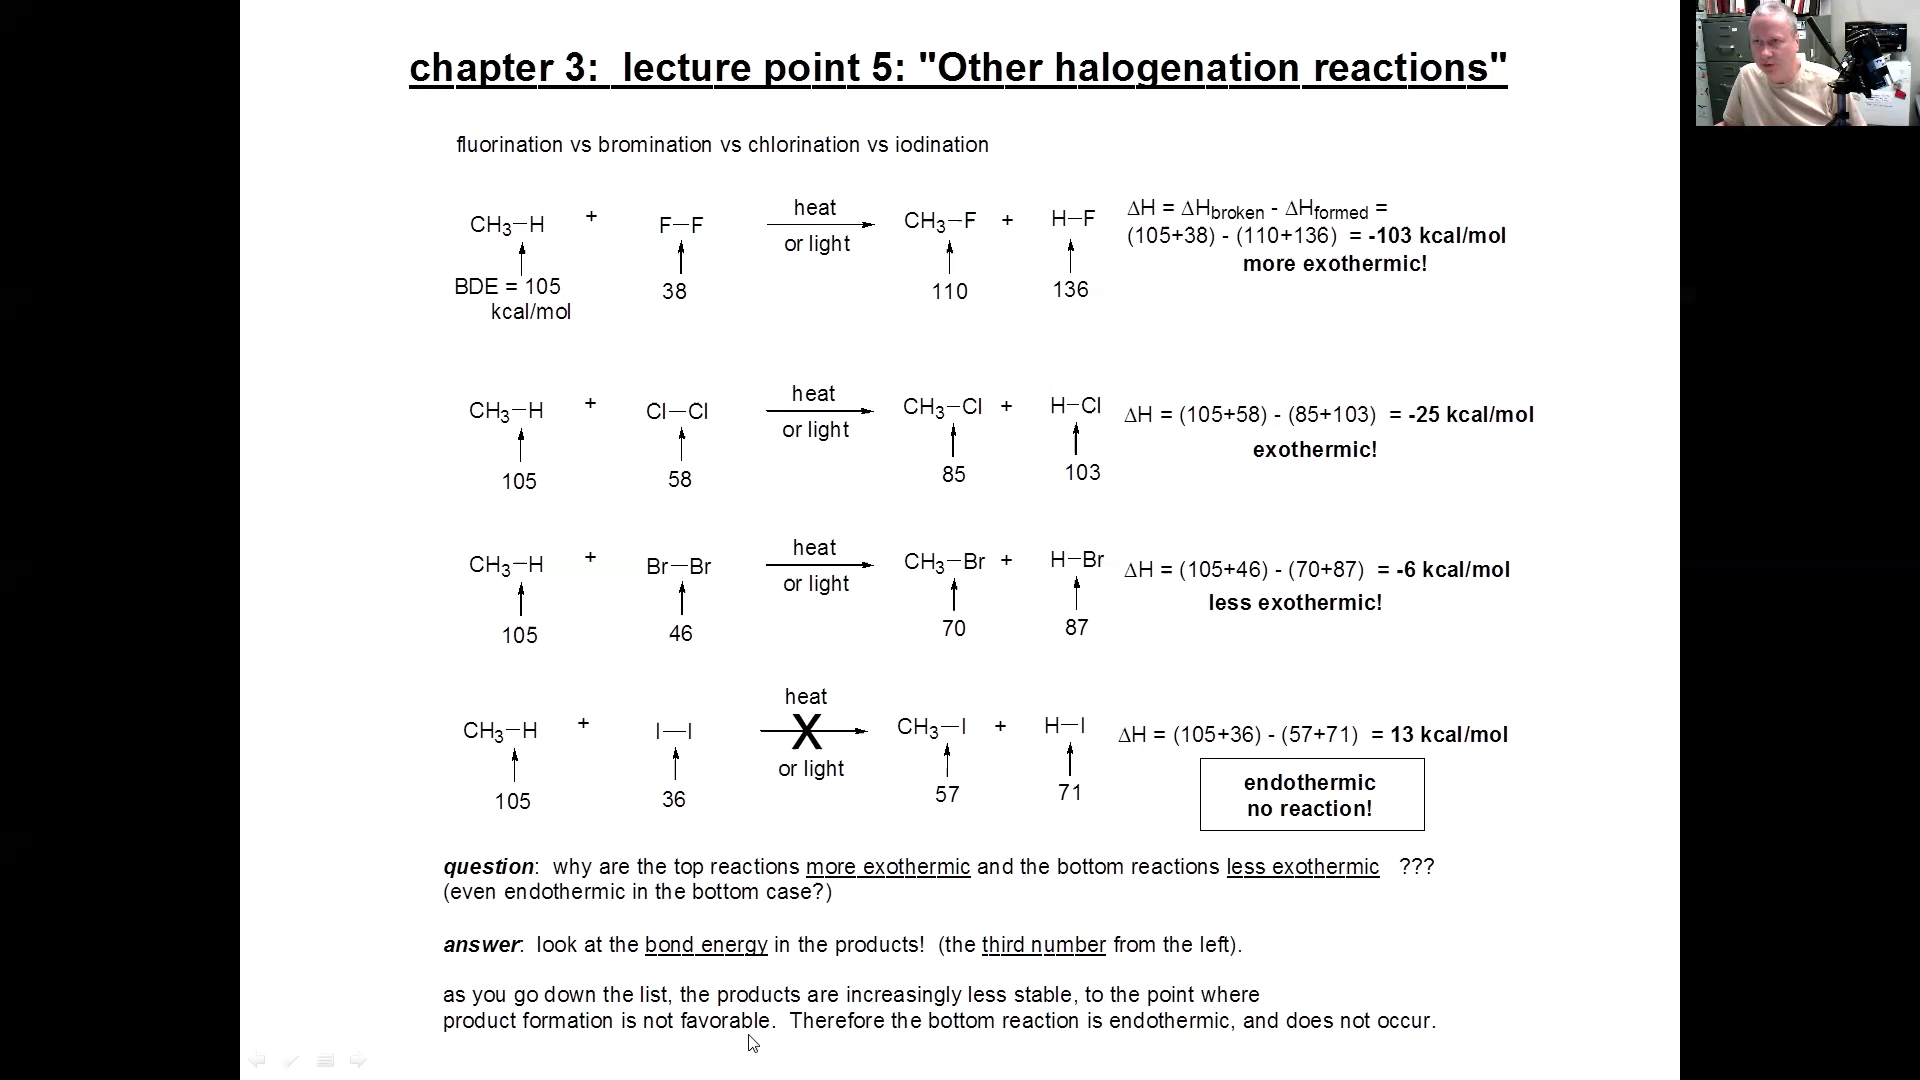 chapter 3:  lecture point 5: "Other halogenation reactions"
fluorination vs bromination vs chlorination vs iodination
CH3–H + F–F heat or light CH3–F + H–F
BDE = 105 kcal/mol 38 110 136
ΔH = ΔHbroken - ΔHformed =
(105+38) - (110+136)  = -103 kcal/mol
more exothermic!
CH3–H + Cl–Cl heat or light CH3–Cl + H–Cl
105 58 85 103
ΔH = (105+58) - (85+103)  = -25 kcal/mol
exothermic!
CH3–H + Br–Br heat or light CH3–Br + H–Br
105 46 70 87
ΔH = (105+46) - (70+87)  = -6 kcal/mol
less exothermic!
CH3–H + I–I heat X or light CH3–I + H–I
105 36 57 71
ΔH = (105+36) - (57+71)  = 13 kcal/mol
endothermic
no reaction!
question:  why are the top reactions more exothermic and the bottom reactions less exothermic   ???
(even endothermic in the bottom case?)
answer:  look at the bond energy in the products!  (the third number from the left).
as you go down the list, the products are increasingly less stable, to the point where
product formation is not favorable.  Therefore the bottom reaction is endothermic, and does not occur.